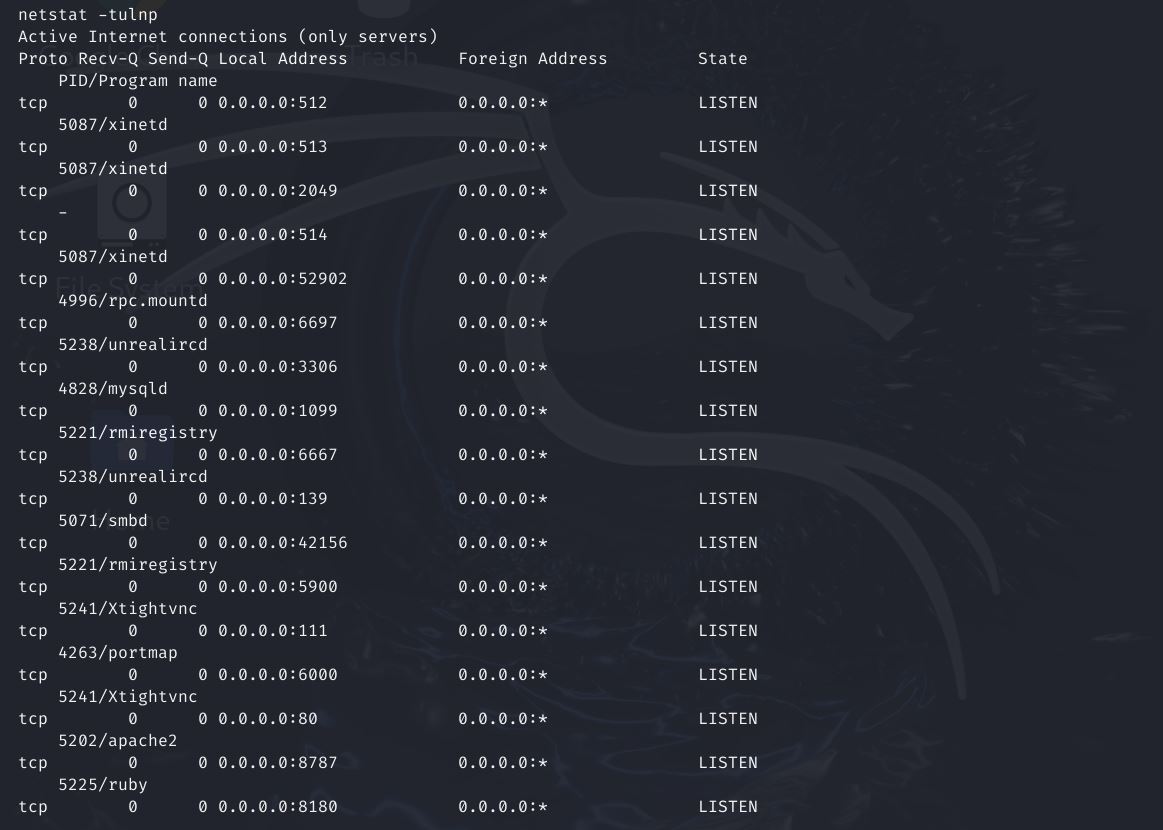 netstat -tulnp
Active Internet connections (only servers)
Proto Recv-Q Send-Q Local Address           Foreign Address         State
    PID/Program name
tcp        0      0 0.0.0.0:512             0.0.0.0:*               LISTEN
    5087/xinetd
tcp        0      0 0.0.0.0:513             0.0.0.0:*               LISTEN
    5087/xinetd
tcp        0      0 0.0.0.0:2049            0.0.0.0:*               LISTEN
    -
tcp        0      0 0.0.0.0:514             0.0.0.0:*               LISTEN
    5087/xinetd
tcp        0      0 0.0.0.0:52902           0.0.0.0:*               LISTEN
    4996/rpc.mountd
tcp        0      0 0.0.0.0:6697            0.0.0.0:*               LISTEN
    5238/unrealircd
tcp        0      0 0.0.0.0:3306            0.0.0.0:*               LISTEN
    4828/mysqld
tcp        0      0 0.0.0.0:1099            0.0.0.0:*               LISTEN
    5221/rmiregistry
tcp        0      0 0.0.0.0:6667            0.0.0.0:*               LISTEN
    5238/unrealircd
tcp        0      0 0.0.0.0:139             0.0.0.0:*               LISTEN
    5071/smbd
tcp        0      0 0.0.0.0:42156           0.0.0.0:*               LISTEN
    5221/rmiregistry
tcp        0      0 0.0.0.0:5900            0.0.0.0:*               LISTEN
    5241/Xtightvnc
tcp        0      0 0.0.0.0:111             0.0.0.0:*               LISTEN
    4263/portmap
tcp        0      0 0.0.0.0:6000            0.0.0.0:*               LISTEN
    5241/Xtightvnc
tcp        0      0 0.0.0.0:80              0.0.0.0:*               LISTEN
    5202/apache2
tcp        0      0 0.0.0.0:8787            0.0.0.0:*               LISTEN
    5225/ruby
tcp        0      0 0.0.0.0:8180            0.0.0.0:*               LISTEN
Trash
File System